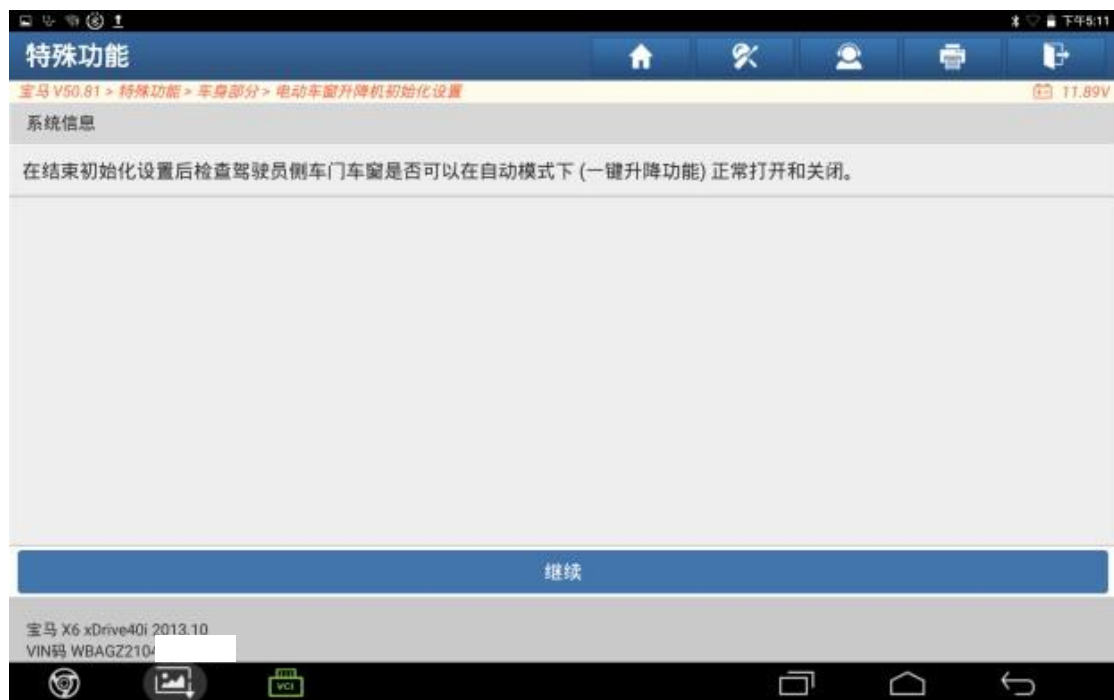 下午5:11
特殊功能
宝马 V50.81 > 特殊功能 > 车身部分 > 电动车窗升降机初始化设置
11.89V
系统信息
在结束初始化设置后检查驾驶员侧车门车窗是否可以在自动模式下 (一键升降功能) 正常打开和关闭。
继续
宝马 X6 xDrive40i 2013.10
VIN码 WBAGZ2104
VCI